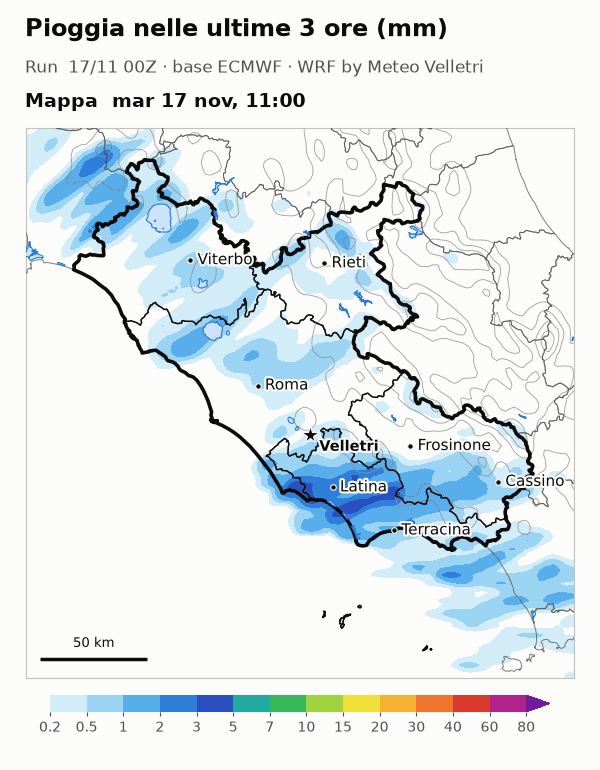 Pioggia nelle ultime 3 ore (mm)
Run  17/11 00Z · base ECMWF · WRF by Meteo Velletri
Mappa  mar 17 nov, 11:00
Viterbo
Rieti
Roma
Velletri
Frosinone
Latina
Cassino
Terracina
50 km
0.2 0.5 1 2 3 5 7 10 15 20 30 40 60 80